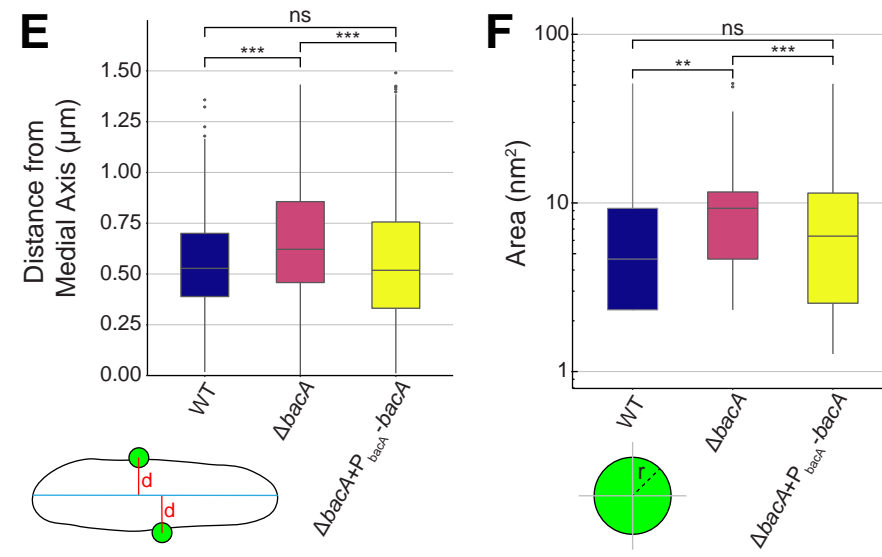 E
ns
***
***
Distance from
Medial Axis (μm)
1.50
1.25
1.00
0.75
0.50
0.25
0.00
WT
ΔbacA
ΔbacA+P bacA -bacA
d
d
F
ns
**
***
Area (nm²)
100
10
1
WT
ΔbacA
ΔbacA+P bacA -bacA
r